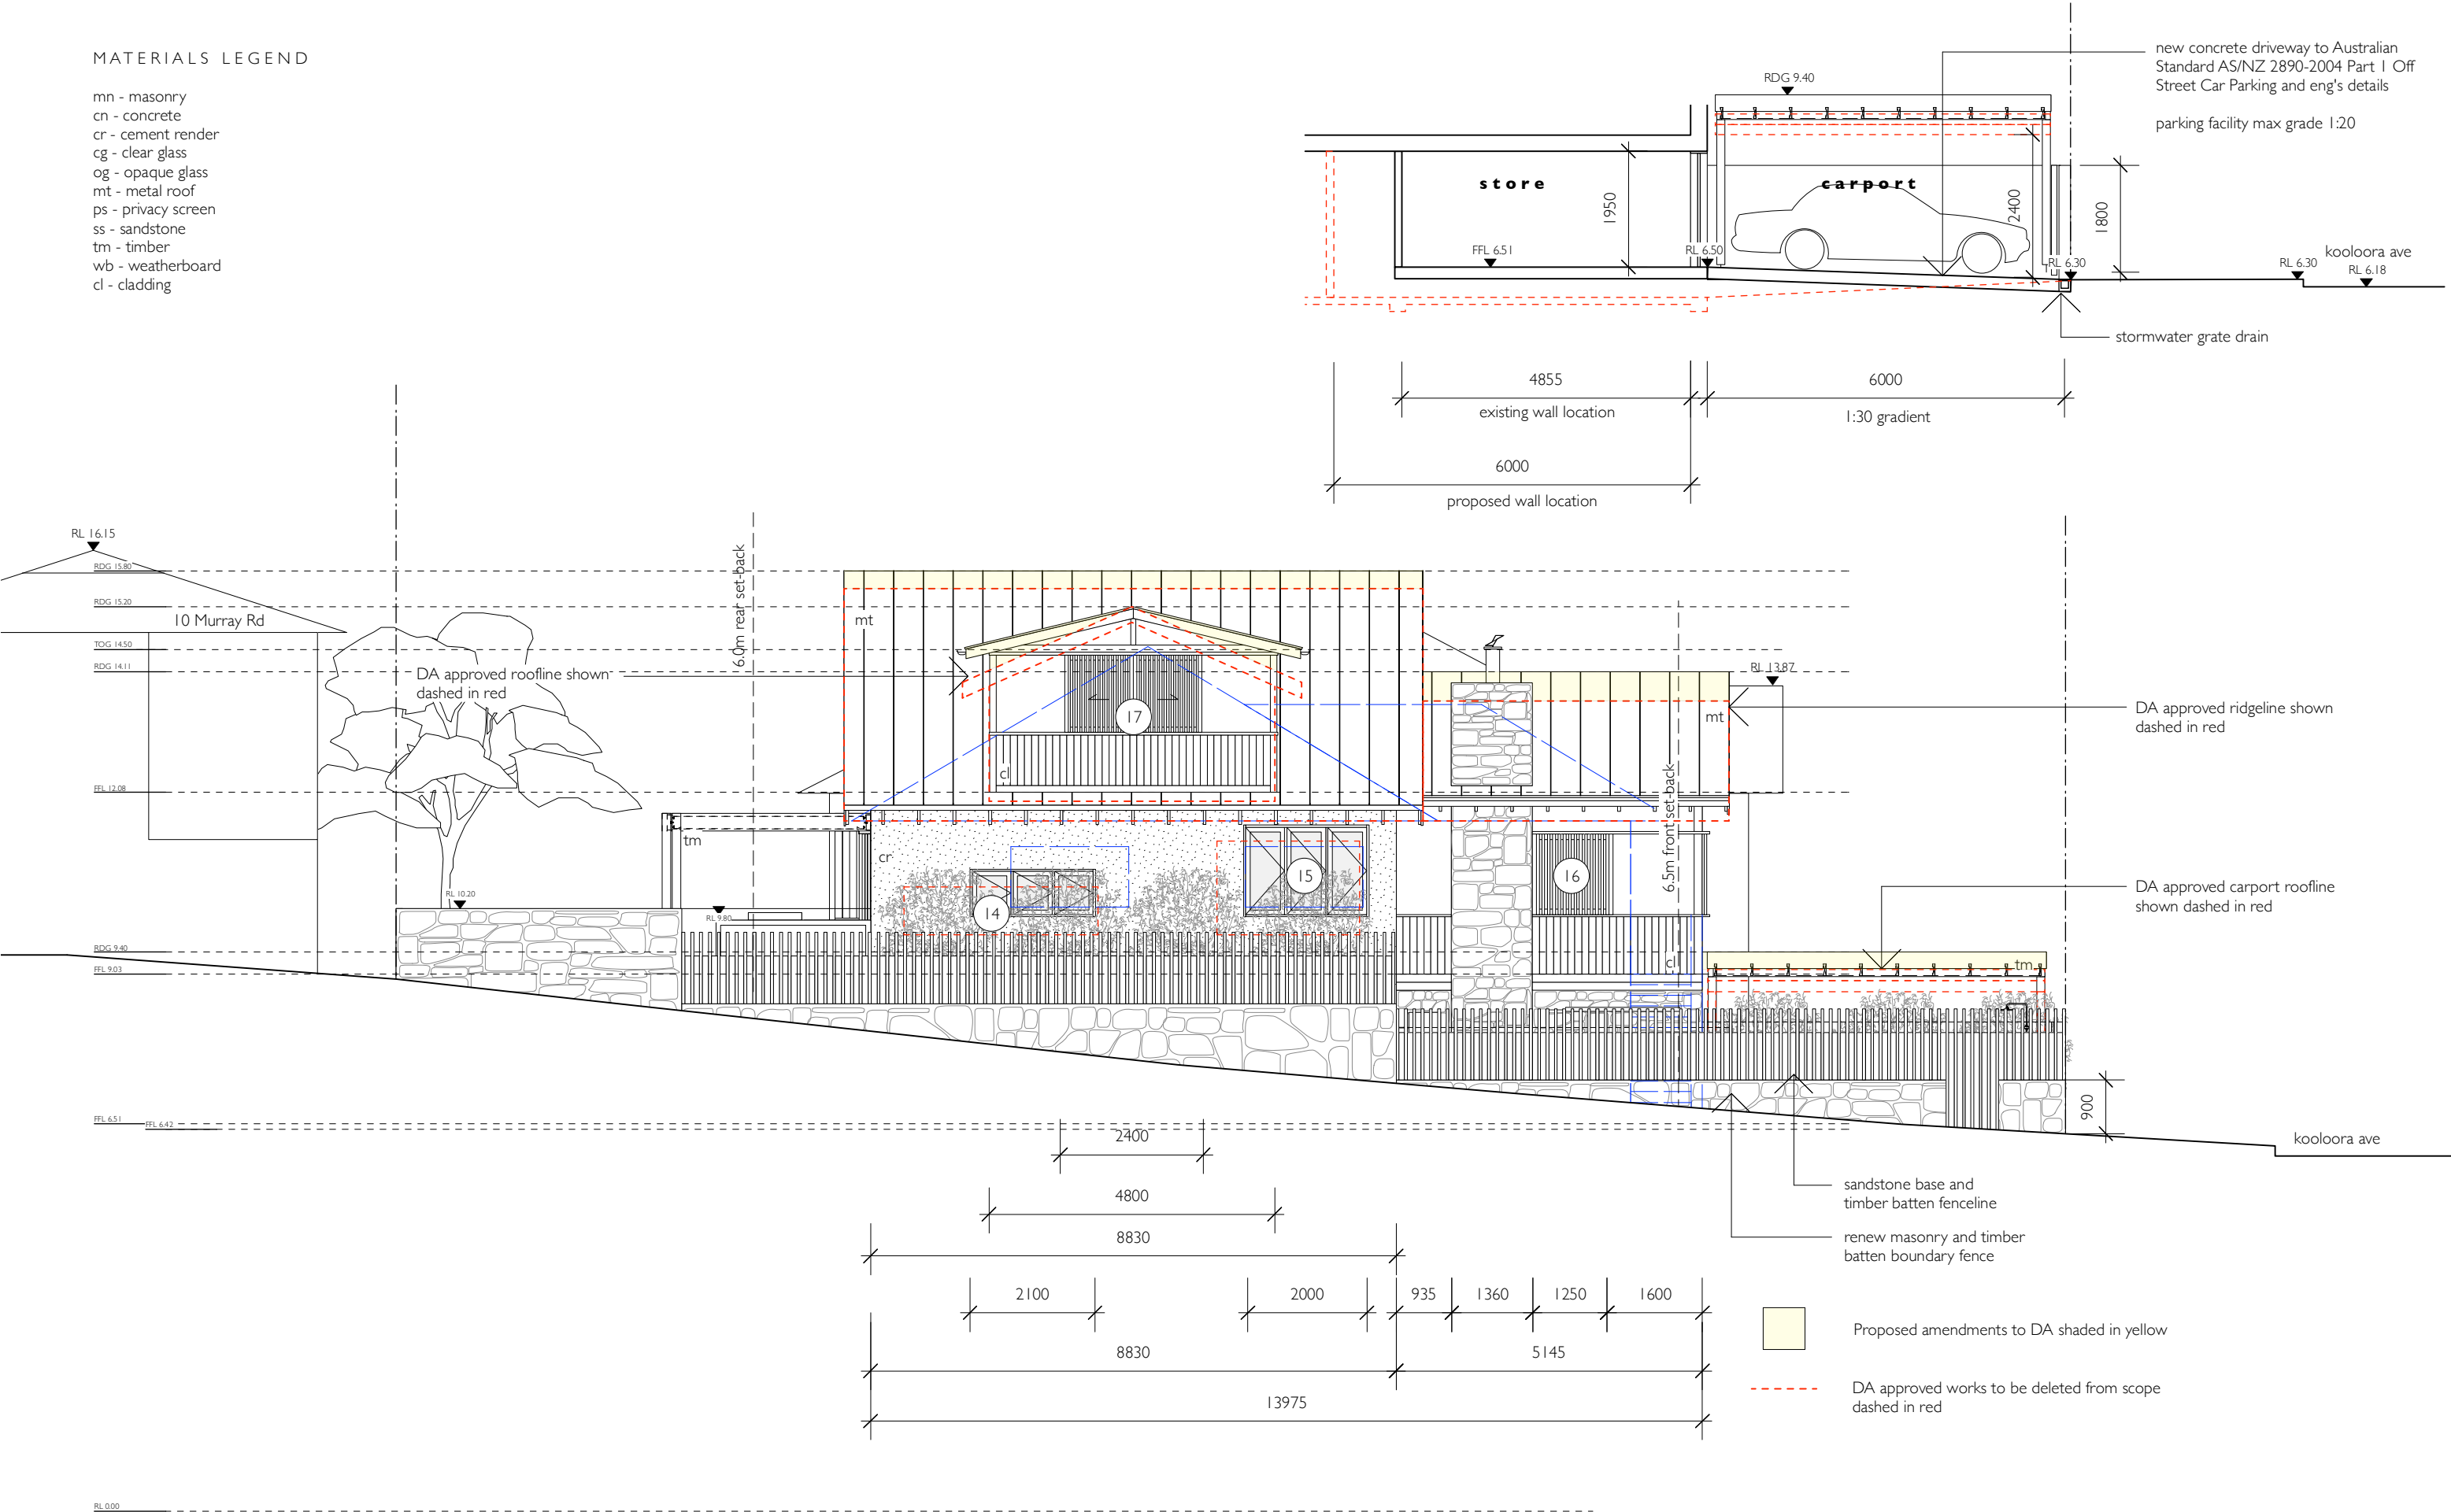 MATERIALS LEGEND
mn - masonry
cn - concrete
cr - cement render
cg - clear glass
og - opaque glass
mt - metal roof
ps - privacy screen
ss - sandstone
tm - timber
wb - weatherboard
cl - cladding
new concrete driveway to Australian
Standard AS/NZ 2890-2004 Part 1 Off
Street Car Parking and eng's details
parking facility max grade 1:20
RDG 9.40
store
carport
1950
2400
1800
FFL 6.51
RL 6.50
RL 6.30
RL 6.30
kooloora ave
RL 6.18
stormwater grate drain
4855
existing wall location
6000
1:30 gradient
6000
proposed wall location
RL 16.15
RDG 15.80
RDG 15.20
10 Murray Rd
TOG 14.50
RDG 14.11
DA approved roofline shown
dashed in red
6.0m rear set-back
mt
17
cl
RL 13.87
mt
DA approved ridgeline shown
dashed in red
FFL 12.08
tm
cr
14
15
16
6.5m front set-back
cl
RL 10.20
RL 9.80
RDG 9.40
FFL 9.03
tm
DA approved carport roofline
shown dashed in red
900
FFL 6.51
FFL 6.42
kooloora ave
2400
4800
8830
2100
2000
935
1360
1250
1600
8830
5145
13975
sandstone base and
timber batten fenceline
renew masonry and timber
batten boundary fence
Proposed amendments to DA shaded in yellow
DA approved works to be deleted from scope
dashed in red
RL 0.00